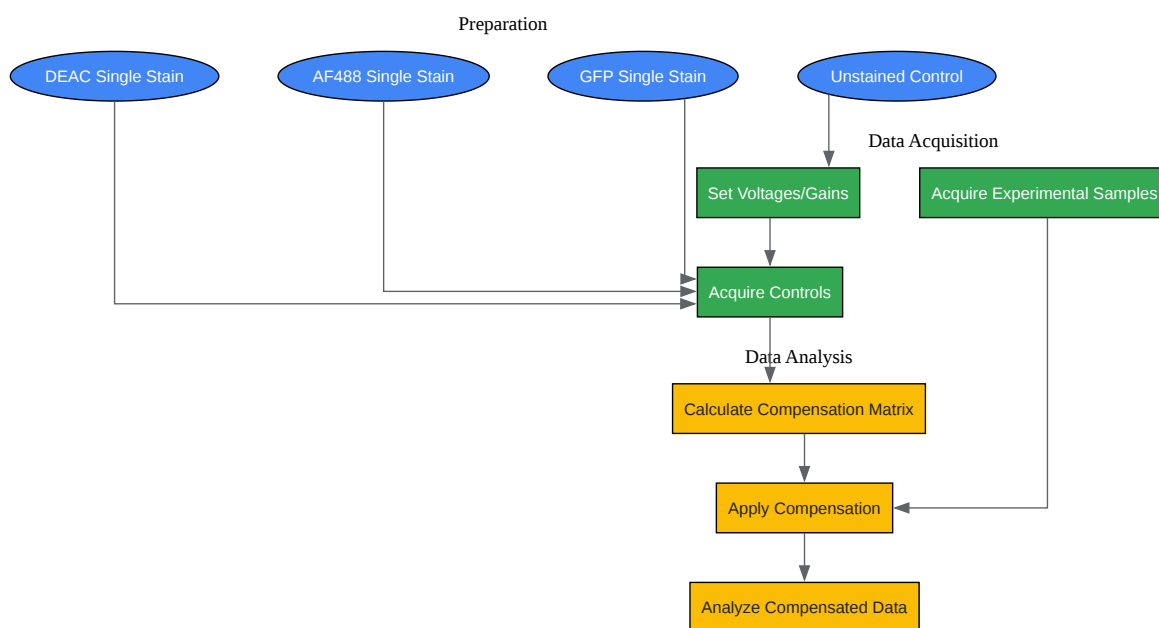 Preparation
DEAC Single Stain
AF488 Single Stain
GFP Single Stain
Unstained Control
Data Acquisition
Set Voltages/Gains
Acquire Experimental Samples
Acquire Controls
Data Analysis
Calculate Compensation Matrix
Apply Compensation
Analyze Compensated Data